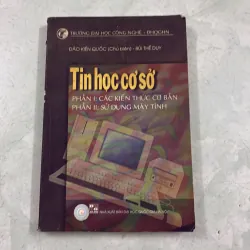 TRƯỜNG ĐẠI HỌC CÔNG NGHỆ - ĐHQGHN
ĐÀO KIẾN QUỐC (Chủ biên) - BÙI THẾ DUY
Tin học cơ sở
PHẦN I: CÁC KIẾN THỨC CƠ BẢN
PHẦN II: SỬ DỤNG MÁY TÍNH